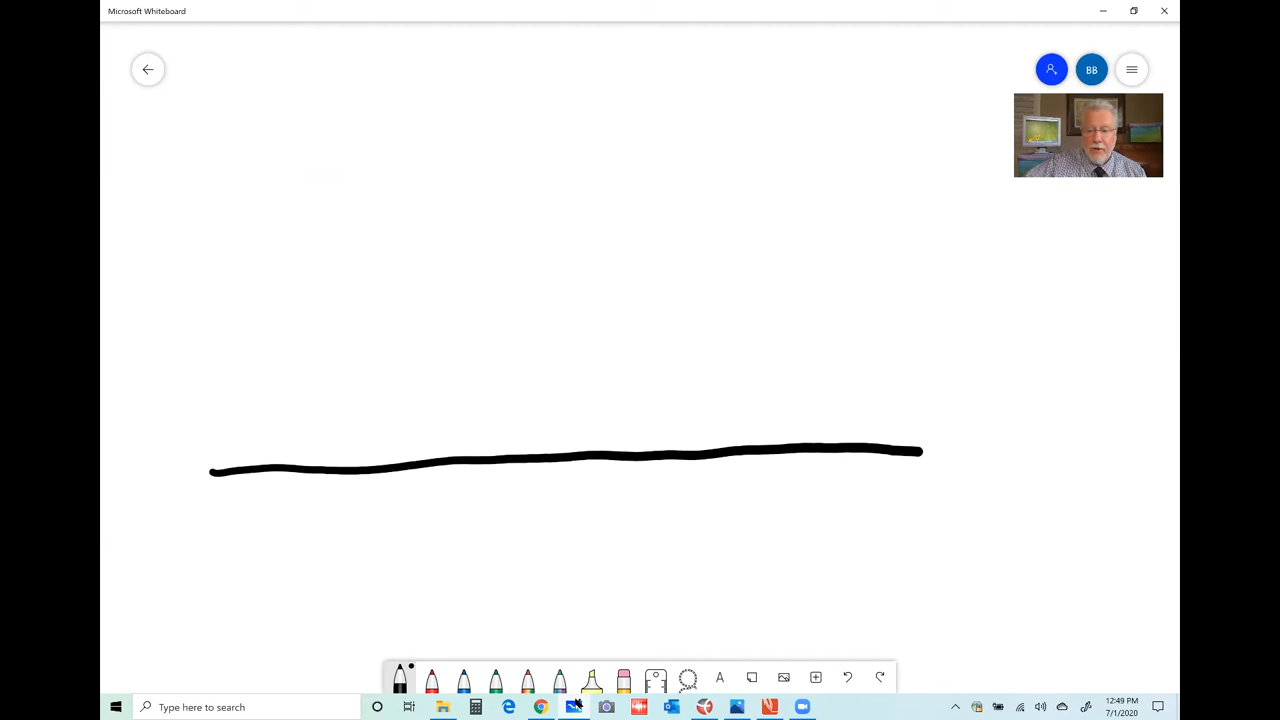 Microsoft Whiteboard
BB
A
Type here to search
12:49 PM
7/1/2020